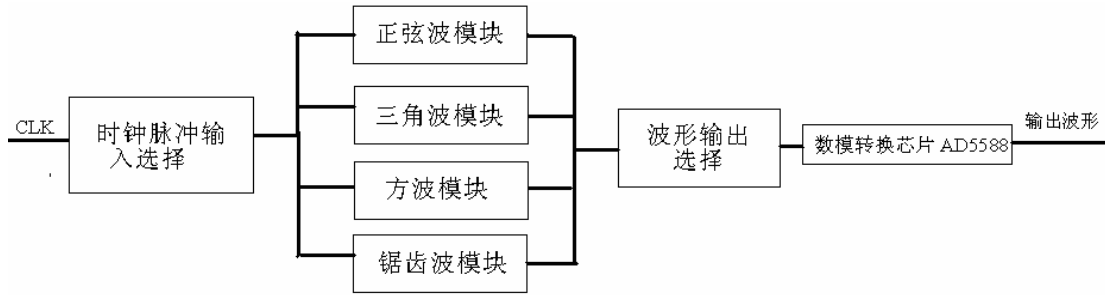 CLK
时钟脉冲输
入选择
正弦波模块
三角波模块
方波模块
锯齿波模块
波形输出
选择
数模转换芯片 AD5588
输出波形